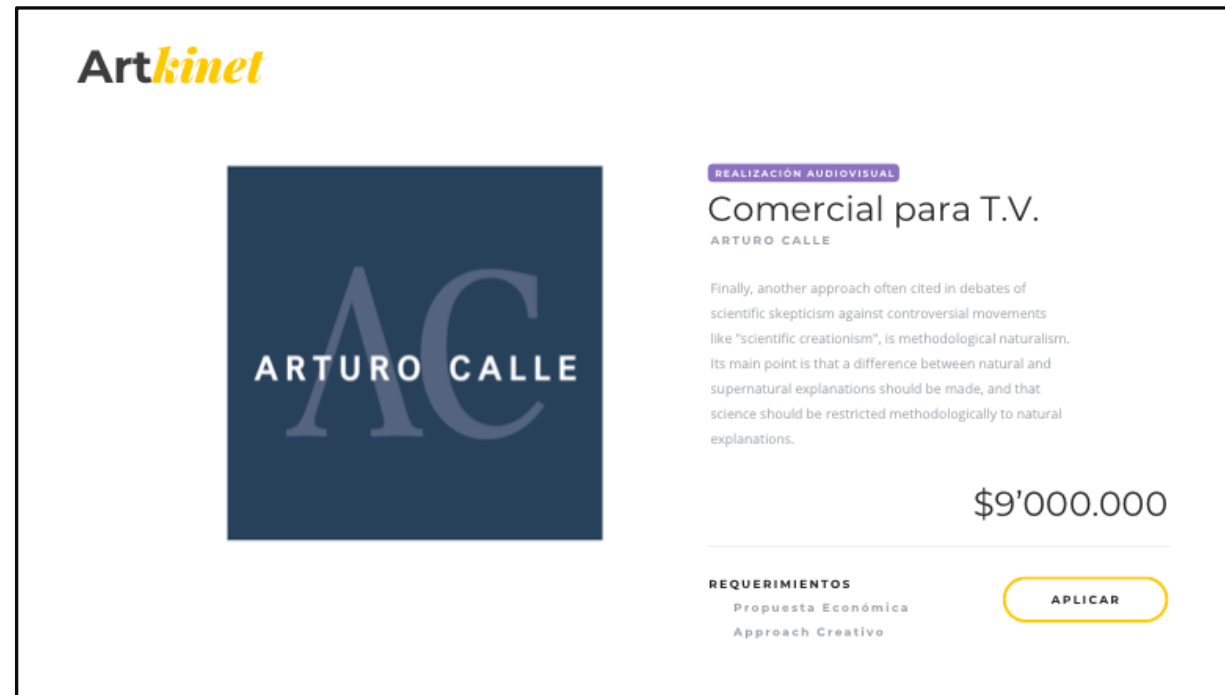 Artkinet
ARTURO CALLE
AC
REALIZACIÓN AUDIOVISUAL
Comercial para T.V.
ARTURO CALLE
Finally, another approach often cited in debates of
scientific skepticism against controversial movements
like "scientific creationism", is methodological naturalism.
Its main point is that a difference between natural and
supernatural explanations should be made, and that
science should be restricted methodologically to natural
explanations.
$9’000.000
REQUERIMIENTOS
Propuesta Económica
Approach Creativo
APLICAR